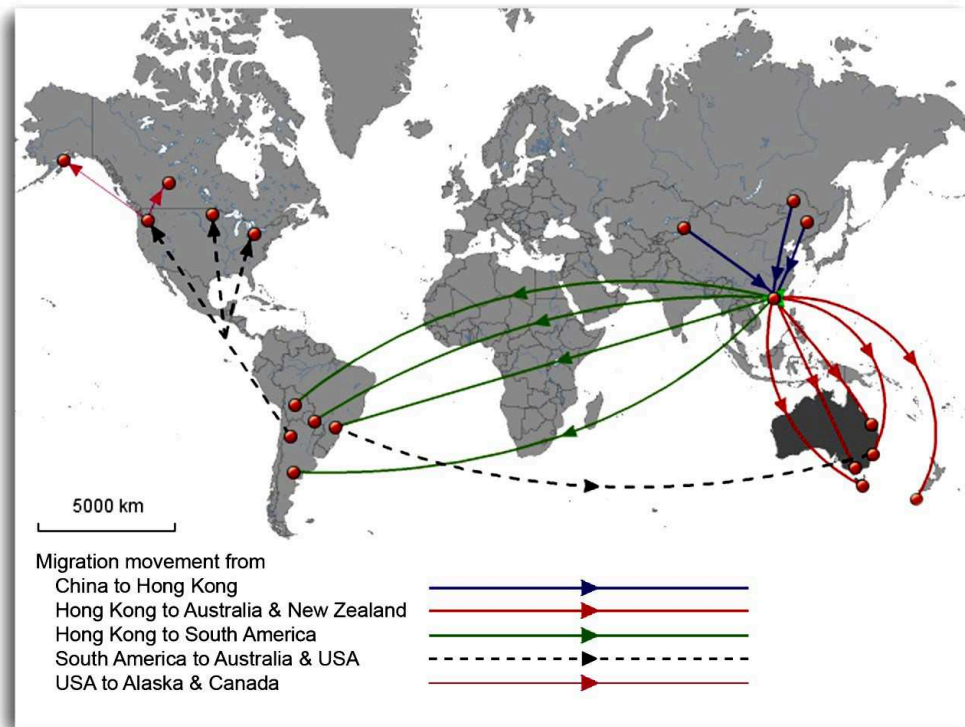 5000 km
Migration movement from
China to Hong Kong
Hong Kong to Australia & New Zealand
Hong Kong to South America
South America to Australia & USA
USA to Alaska & Canada